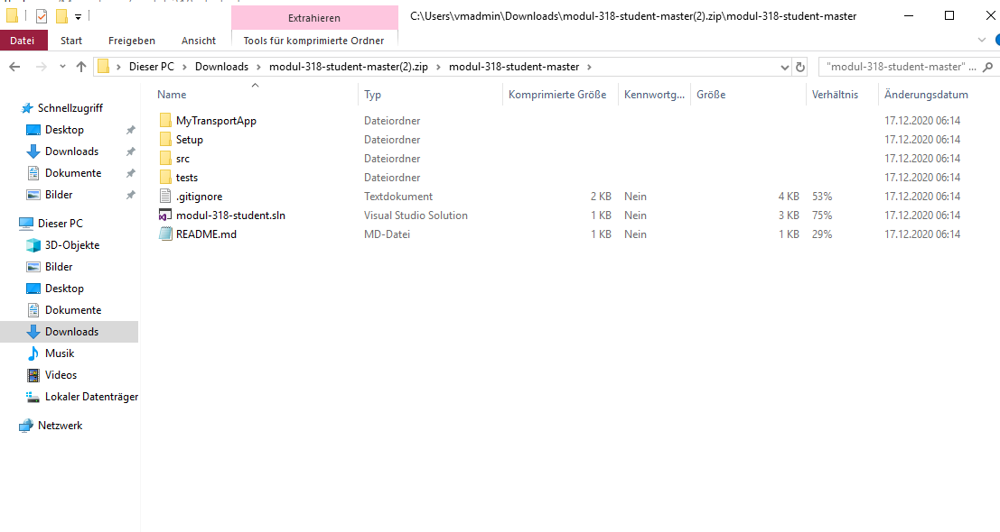 Extrahieren
C:\Users\vmadmin\Downloads\modul-318-student-master(2).zip\modul-318-student-master
Datei Start Freigeben Ansicht Tools für komprimierte Ordner
Dieser PC > Downloads > modul-318-student-master(2).zip > modul-318-student-master >
"modul-318-student-master" ...
Name Typ Komprimierte Größe Kennwortg... Größe Verhältnis Änderungsdatum
Schnellzugriff
Desktop
Downloads
Dokumente
Bilder
Dieser PC
3D-Objekte
Bilder
Desktop
Dokumente
Downloads
Musik
Videos
Lokaler Datenträger
Netzwerk
MyTransportApp Dateiordner 17.12.2020 06:14
Setup Dateiordner 17.12.2020 06:14
src Dateiordner 17.12.2020 06:14
tests Dateiordner 17.12.2020 06:14
.gitignore Textdokument 2 KB Nein 4 KB 53% 17.12.2020 06:14
modul-318-student.sln Visual Studio Solution 1 KB Nein 3 KB 75% 17.12.2020 06:14
README.md MD-Datei 1 KB Nein 1 KB 29% 17.12.2020 06:14